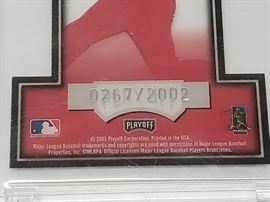 0267/2002
PLAYOFF
© 2003 Playoff Corporation. Printed in the USA.
Major League Baseball trademarks and copyrights are used with permission of Major League Baseball
Properties, Inc. ©MLBPA Official Licensee-Major League Baseball Players Association.